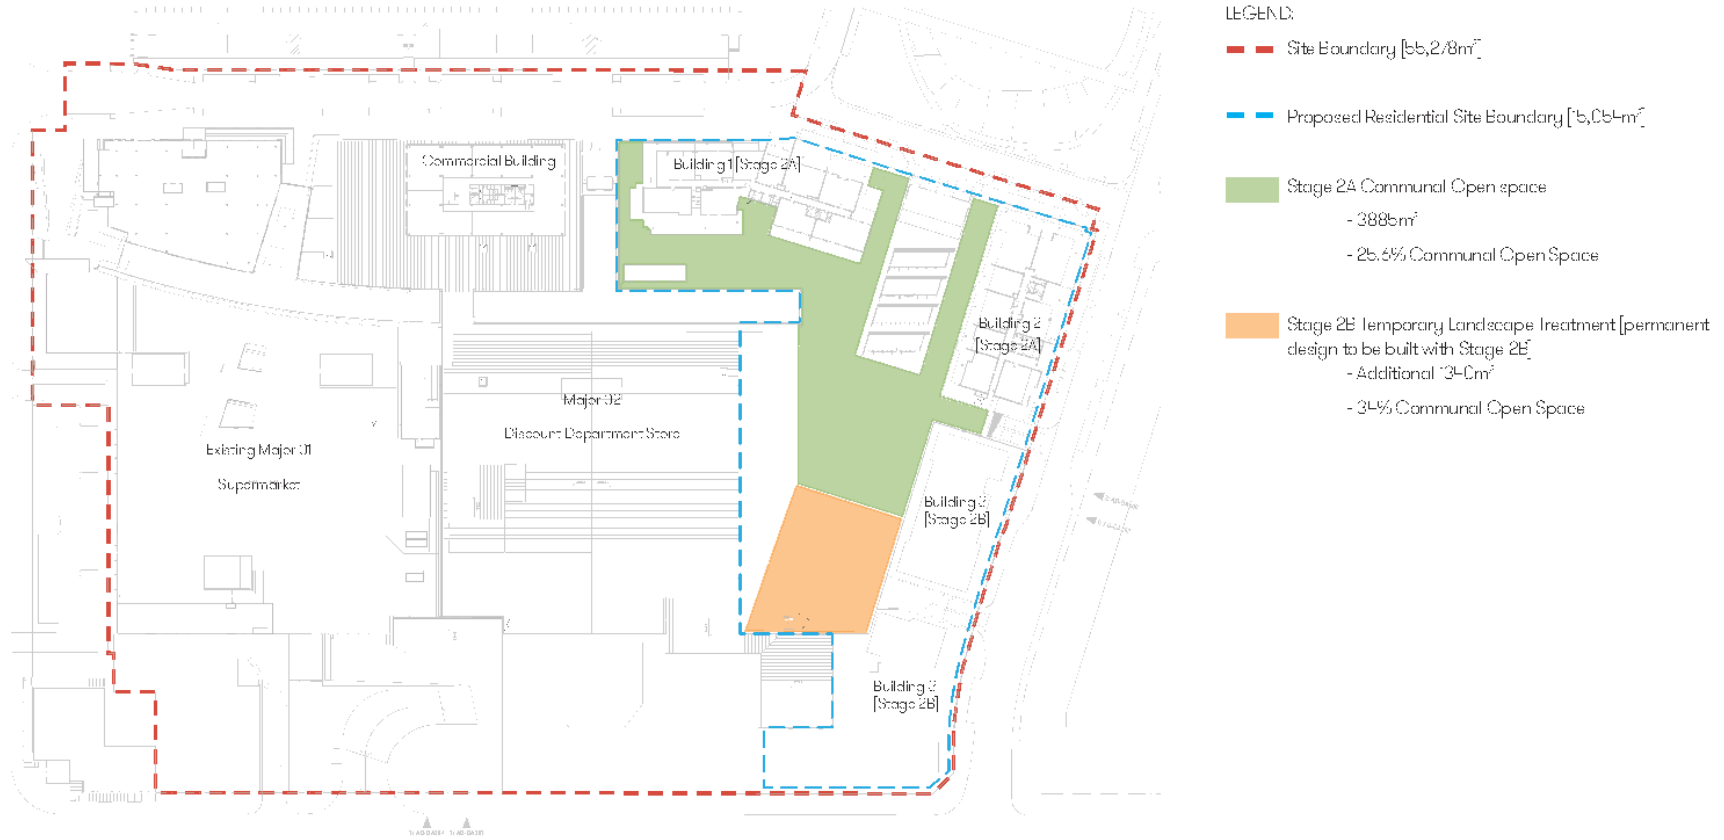 LEGEND:
Site Boundary [55,278m²]
Proposed Residential Site Boundary [15,054m²]
Stage 2A Communal Open space
- 3885m²
- 25.6% Communal Open Space
Stage 2B Temporary Landscape Treatment [permanent
design to be built with Stage 2B]
- Additional 1340m²
- 34% Communal Open Space
Commercial Building
Building 1 [Stage 2A]
Building 2
[Stage 2A]
Major 02
Discount Department Store
Existing Major 01
Supermarket
Building 3
[Stage 2B]
Building 3
[Stage 2B]